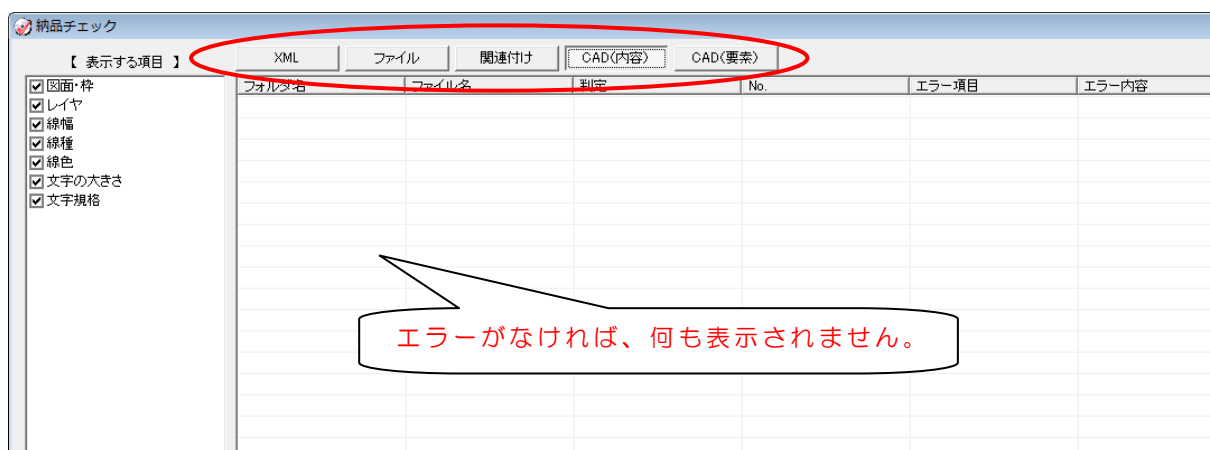 納品チェック
【 表示する項目 】
XML ファイル 関連付け CAD(内容) CAD(要素)
図面・枠
レイヤ
線幅
線種
線色
文字の大きさ
文字規格
フォルダ名 ファイル名 判定 No. エラー項目 エラー内容
エラーがなければ、何も表示されません。